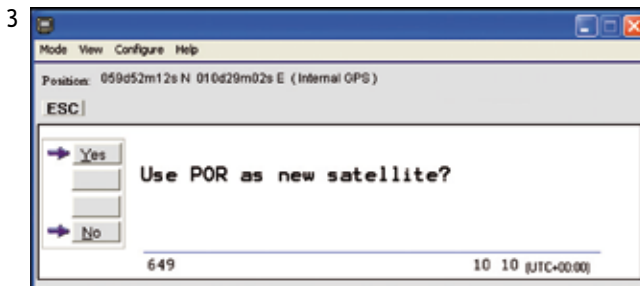 3
Mode View Configure Help
Position: 059d52m12s N 010d29m02s E (Internal GPS)
ESC
Yes
Use POR as new satellite?
No
649 10 10 (UTC+00:00)